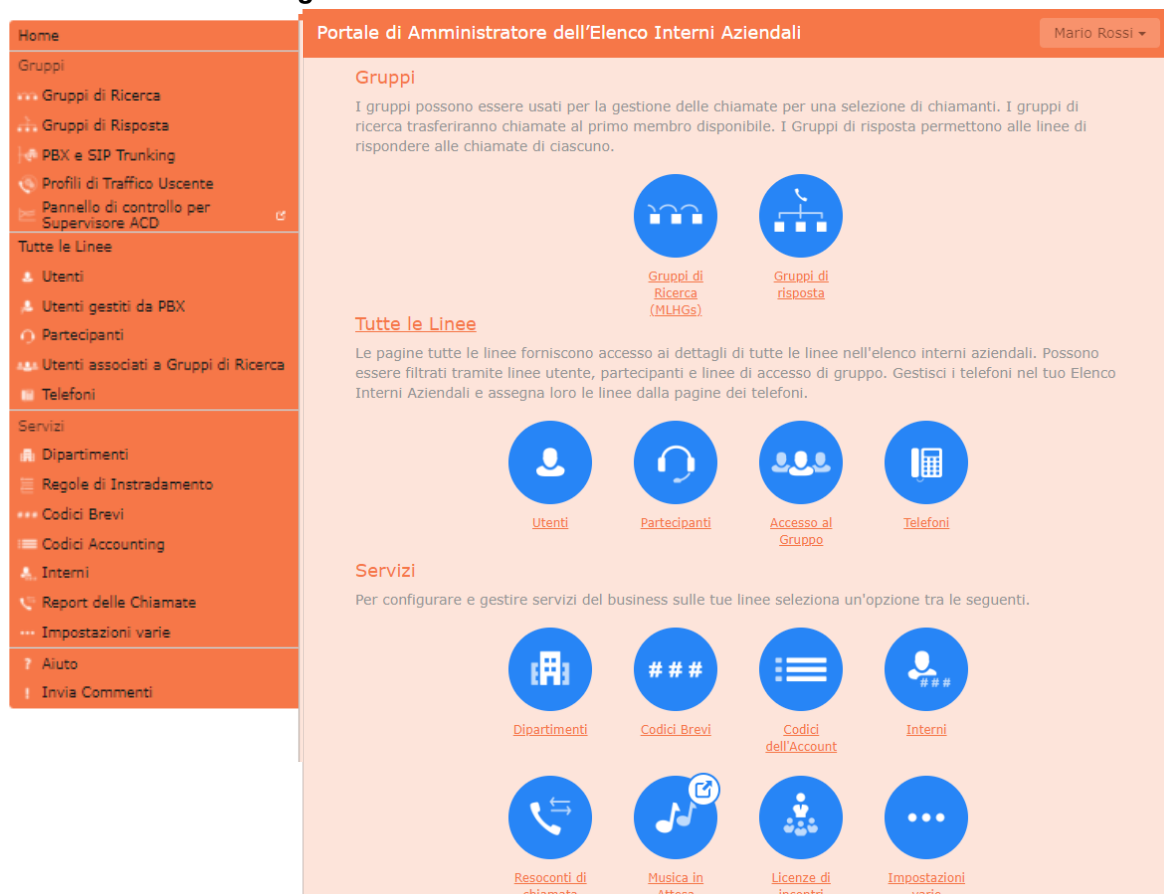 Home
Gruppi
Gruppi di Ricerca
Gruppi di Risposta
PBX e SIP Trunking
Profili di Traffico Uscente
Pannello di controllo per
Supervisore ACD
Tutte le Linee
Utenti
Utenti gestiti da PBX
Partecipanti
Utenti associati a Gruppi di Ricerca
Telefoni
Servizi
Dipartimenti
Regole di Instradamento
Codici Brevi
Codici Accounting
Interni
Report delle Chiamate
Impostazioni varie
? Aiuto
! Invia Commenti
Portale di Amministratore dell'Elenco Interni Aziendali
Mario Rossi
Gruppi
I gruppi possono essere usati per la gestione delle chiamate per una selezione di chiamanti. I gruppi di
ricerca trasferiranno chiamate al primo membro disponibile. I Gruppi di risposta permettono alle linee di
rispondere alle chiamate di ciascuno.
Gruppi di
Ricerca
(MLHGs)
Gruppi di
risposta
Tutte le Linee
Le pagine tutte le linee forniscono accesso ai dettagli di tutte le linee nell'elenco interni aziendali. Possono
essere filtrati tramite linee utente, partecipanti e linee di accesso di gruppo. Gestisci i telefoni nel tuo Elenco
Interni Aziendali e assegna loro le linee dalla pagine dei telefoni.
Utenti
Partecipanti
Accesso al
Gruppo
Telefoni
Servizi
Per configurare e gestire servizi del business sulle tue linee seleziona un'opzione tra le seguenti.
# # #
# # #
Dipartimenti
Codici Brevi
Codici
dell'Account
Interni
Resoconti di
chiamata
Musica in
Attesa
Licenze di
incontri
Impostazioni
varie